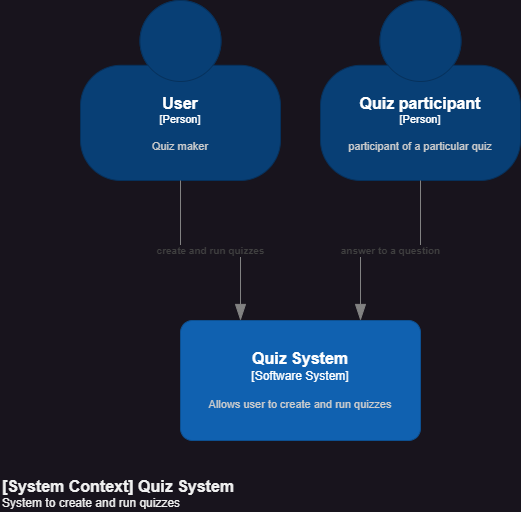 User
[Person]
Quiz maker
Quiz participant
[Person]
participant of a particular quiz
create and run quizzes
answer to a question
Quiz System
[Software System]
Allows user to create and run quizzes
[System Context] Quiz System
System to create and run quizzes